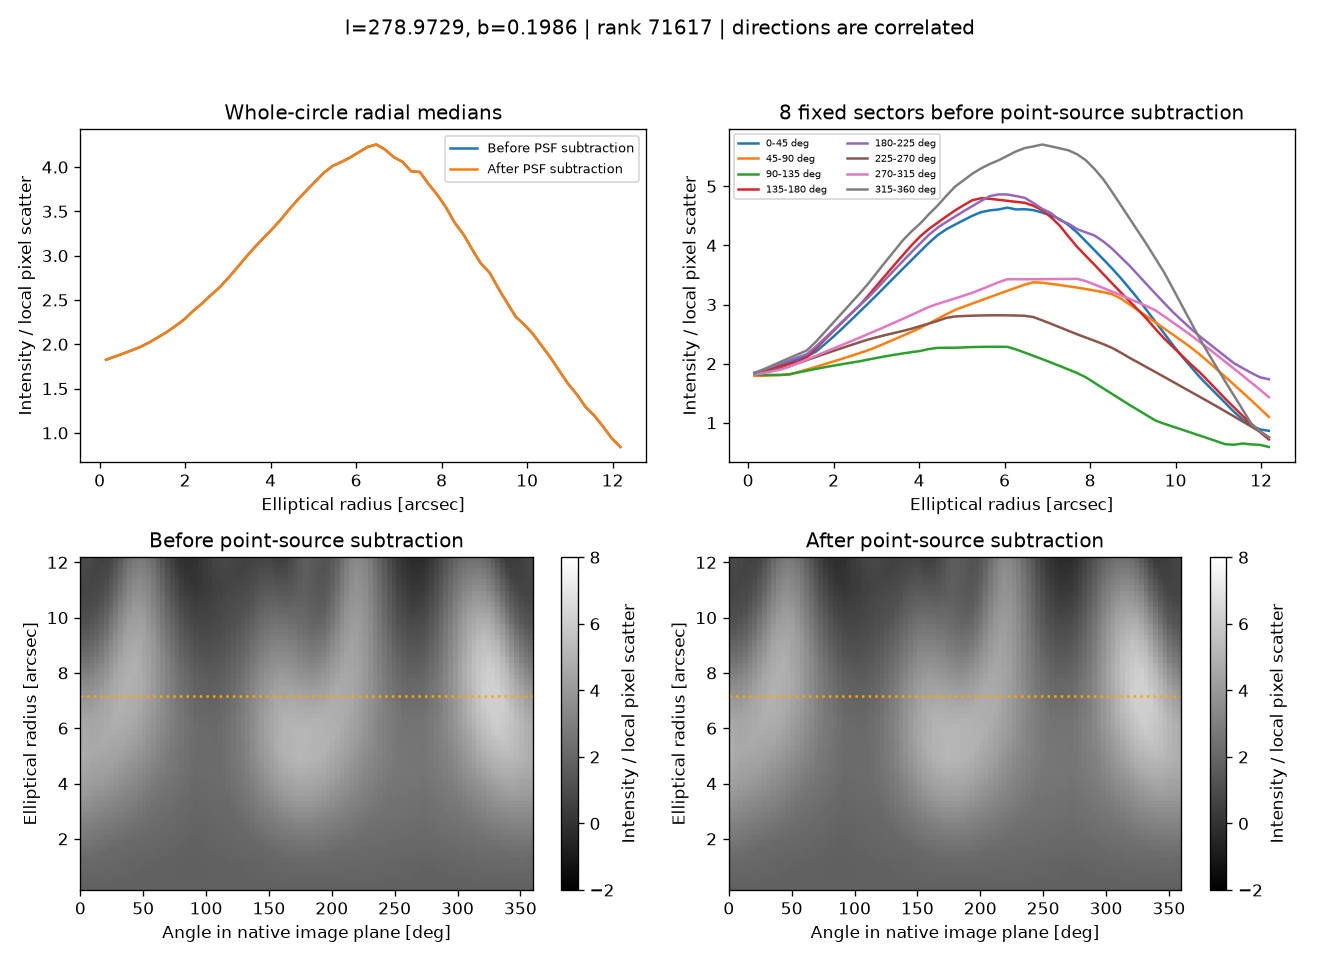 l=278.9729, b=0.1986 | rank 71617 | directions are correlated
Whole-circle radial medians
Intensity / local pixel scatter
4.0
3.5
3.0
2.5
2.0
1.5
1.0
Before PSF subtraction
After PSF subtraction
0 2 4 6 8 10 12
Elliptical radius [arcsec]
8 fixed sectors before point-source subtraction
Intensity / local pixel scatter
5
4
3
2
1
0-45 deg
45-90 deg
90-135 deg
135-180 deg
180-225 deg
225-270 deg
270-315 deg
315-360 deg
0 2 4 6 8 10 12
Elliptical radius [arcsec]
Before point-source subtraction
Elliptical radius [arcsec]
12
10
8
6
4
2
0 50 100 150 200 250 300 350
Angle in native image plane [deg]
8
6
4
2
0
−2
Intensity / local pixel scatter
After point-source subtraction
Elliptical radius [arcsec]
12
10
8
6
4
2
0 50 100 150 200 250 300 350
Angle in native image plane [deg]
8
6
4
2
0
−2
Intensity / local pixel scatter